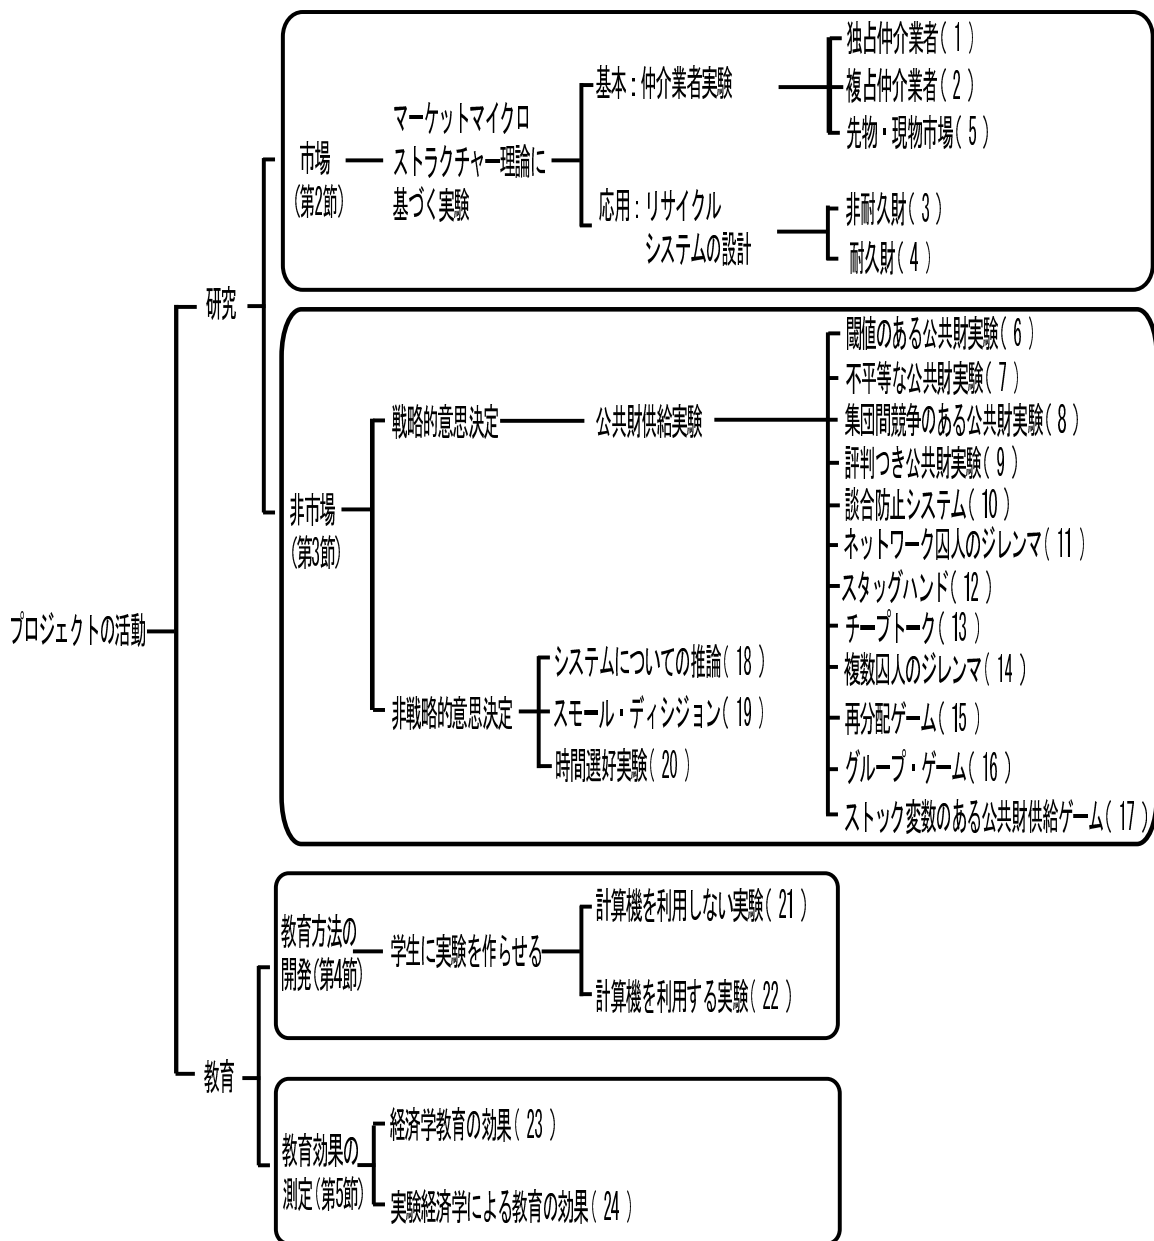 プロジェクトの活動
研究
市場
(第2節)
マーケットマイクロ
ストラクチャー理論に
基づく実験
基本：仲介業者実験
独占仲介業者( 1 )
複占仲介業者( 2 )
先物・現物市場( 5 )
応用：リサイクル
システムの設計
非耐久財( 3 )
耐久財( 4 )
非市場
(第3節)
戦略的意思決定
公共財供給実験
閾値のある公共財実験( 6 )
不平等な公共財実験( 7 )
集団間競争のある公共財実験( 8 )
評判つき公共財実験( 9 )
談合防止システム( 10 )
ネットワーク囚人のジレンマ( 11 )
スタッグハンド( 12 )
チープトーク( 13 )
複数囚人のジレンマ( 14 )
再分配ゲーム( 15 )
グループ・ゲーム( 16 )
ストック変数のある公共財供給ゲーム( 17 )
非戦略的意思決定
システムについての推論( 18 )
スモール・ディシジョン( 19 )
時間選好実験( 20 )
教育
教育方法の
開発(第4節)
学生に実験を作らせる
計算機を利用しない実験( 21 )
計算機を利用する実験( 22 )
教育効果の
測定(第5節)
経済学教育の効果( 23 )
実験経済学による教育の効果( 24 )